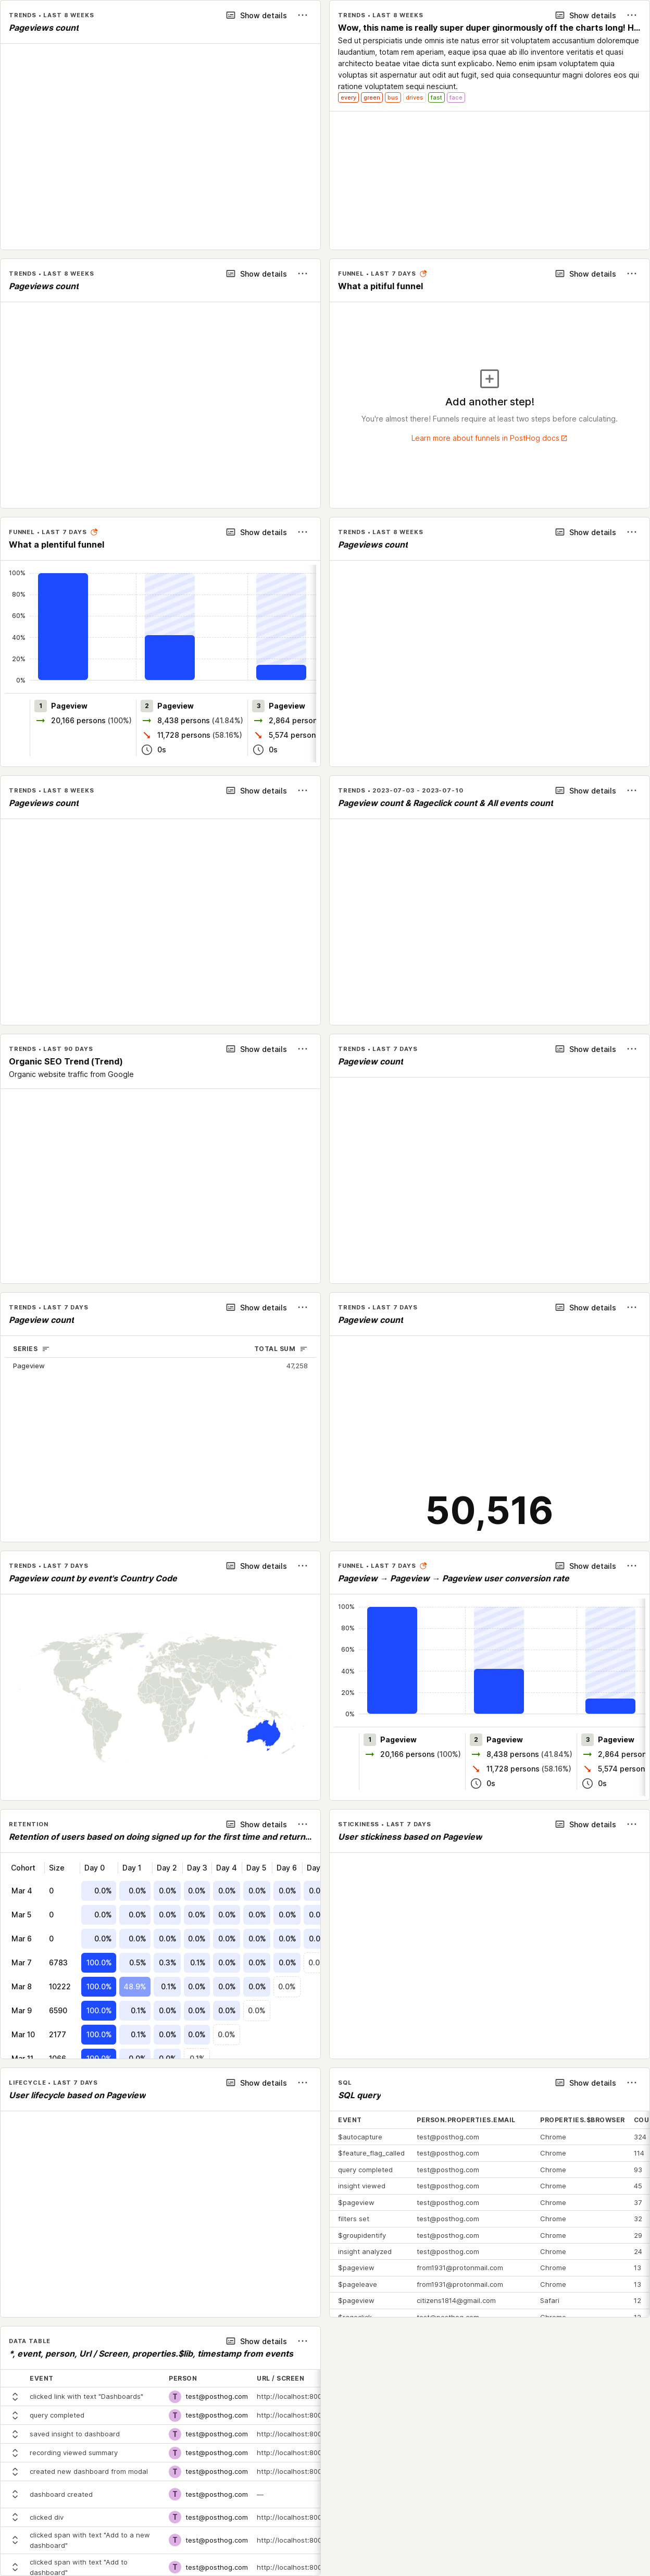 TRENDS • LAST 8 WEEKS
Show details
Pageviews count
TRENDS • LAST 8 WEEKS
Show details
Wow, this name is really super duper ginormously off the charts long! H...
Sed ut perspiciatis unde omnis iste natus error sit voluptatem accusantium doloremque
laudantium, totam rem aperiam, eaque ipsa quae ab illo inventore veritatis et quasi
architecto beatae vitae dicta sunt explicabo. Nemo enim ipsam voluptatem quia
voluptas sit aspernatur aut odit aut fugit, sed quia consequuntur magni dolores eos qui
ratione voluptatem sequi nesciunt.
every green bus drives fast face
TRENDS • LAST 8 WEEKS
Show details
Pageviews count
FUNNEL • LAST 7 DAYS
Show details
What a pitiful funnel
Add another step!
You're almost there! Funnels require at least two steps before calculating.
Learn more about funnels in PostHog docs
FUNNEL • LAST 7 DAYS
Show details
What a plentiful funnel
100%
80%
60%
40%
20%
0%
1 Pageview
20,166 persons (100%)
2 Pageview
8,438 persons (41.84%)
11,728 persons (58.16%)
0s
3 Pageview
2,864 person
5,574 person
0s
TRENDS • LAST 8 WEEKS
Show details
Pageviews count
TRENDS • LAST 8 WEEKS
Show details
Pageviews count
TRENDS • 2023-07-03 - 2023-07-10
Show details
Pageview count & Rageclick count & All events count
TRENDS • LAST 90 DAYS
Show details
Organic SEO Trend (Trend)
Organic website traffic from Google
TRENDS • LAST 7 DAYS
Show details
Pageview count
TRENDS • LAST 7 DAYS
Show details
Pageview count
SERIES TOTAL SUM
Pageview 47,258
TRENDS • LAST 7 DAYS
Show details
Pageview count
50,516
TRENDS • LAST 7 DAYS
Show details
Pageview count by event's Country Code
FUNNEL • LAST 7 DAYS
Show details
Pageview → Pageview → Pageview user conversion rate
100%
80%
60%
40%
20%
0%
1 Pageview
20,166 persons (100%)
2 Pageview
8,438 persons (41.84%)
11,728 persons (58.16%)
0s
3 Pageview
2,864 person
5,574 person
0s
RETENTION
Show details
Retention of users based on doing signed up for the first time and return...
Cohort Size Day 0 Day 1 Day 2 Day 3 Day 4 Day 5 Day 6 Day
Mar 4 0 0.0% 0.0% 0.0% 0.0% 0.0% 0.0% 0.0% 0.0
Mar 5 0 0.0% 0.0% 0.0% 0.0% 0.0% 0.0% 0.0% 0.0
Mar 6 0 0.0% 0.0% 0.0% 0.0% 0.0% 0.0% 0.0% 0.0
Mar 7 6783 100.0% 0.5% 0.3% 0.1% 0.0% 0.0% 0.0% 0.0
Mar 8 10222 100.0% 48.9% 0.1% 0.0% 0.0% 0.0% 0.0%
Mar 9 6590 100.0% 0.1% 0.0% 0.0% 0.0% 0.0%
Mar 10 2177 100.0% 0.1% 0.0% 0.0% 0.0%
Mar 11 1066 100.0% 0.0% 0.0% 0.1%
STICKINESS • LAST 7 DAYS
Show details
User stickiness based on Pageview
LIFECYCLE • LAST 7 DAYS
Show details
User lifecycle based on Pageview
SQL
Show details
SQL query
EVENT PERSON.PROPERTIES.EMAIL PROPERTIES.$BROWSER COU
$autocapture test@posthog.com Chrome 324
$feature_flag_called test@posthog.com Chrome 114
query completed test@posthog.com Chrome 93
insight viewed test@posthog.com Chrome 45
$pageview test@posthog.com Chrome 37
filters set test@posthog.com Chrome 32
$groupidentify test@posthog.com Chrome 29
insight analyzed test@posthog.com Chrome 24
$pageview from1931@protonmail.com Chrome 13
$pageleave from1931@protonmail.com Chrome 13
$pageview citizens1814@gmail.com Safari 12
$rageclick test@posthog.com Chrome 12
DATA TABLE
Show details
*, event, person, Url / Screen, properties.$lib, timestamp from events
EVENT PERSON URL / SCREEN
clicked link with text "Dashboards" T test@posthog.com http://localhost:800
query completed T test@posthog.com http://localhost:800
saved insight to dashboard T test@posthog.com http://localhost:800
recording viewed summary T test@posthog.com http://localhost:800
created new dashboard from modal T test@posthog.com http://localhost:800
dashboard created T test@posthog.com —
clicked div T test@posthog.com http://localhost:800
clicked span with text "Add to a new
dashboard" T test@posthog.com http://localhost:800
clicked span with text "Add to
dashboard" T test@posthog.com http://localhost:800